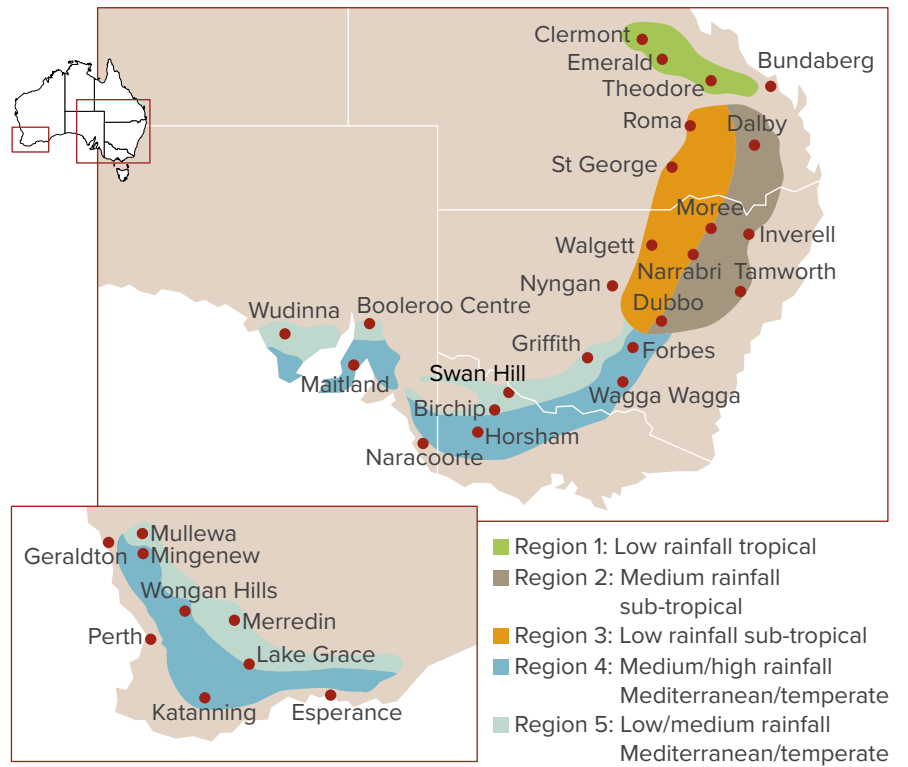 Clermont
Emerald
Bundaberg
Theodore
Roma
Dalby
St George
Moree
Inverell
Walgett
Narrabri
Tamworth
Nyngan
Dubbo
Wudinna
Booleroo Centre
Griffith
Forbes
Maitland
Swan Hill
Wagga Wagga
Birchip
Horsham
Naracoorte
Mullewa
Geraldton
Mingenew
Wongan Hills
Merredin
Perth
Lake Grace
Katanning
Esperance
Region 1: Low rainfall tropical
Region 2: Medium rainfall
sub-tropical
Region 3: Low rainfall sub-tropical
Region 4: Medium/high rainfall
Mediterranean/temperate
Region 5: Low/medium rainfall
Mediterranean/temperate